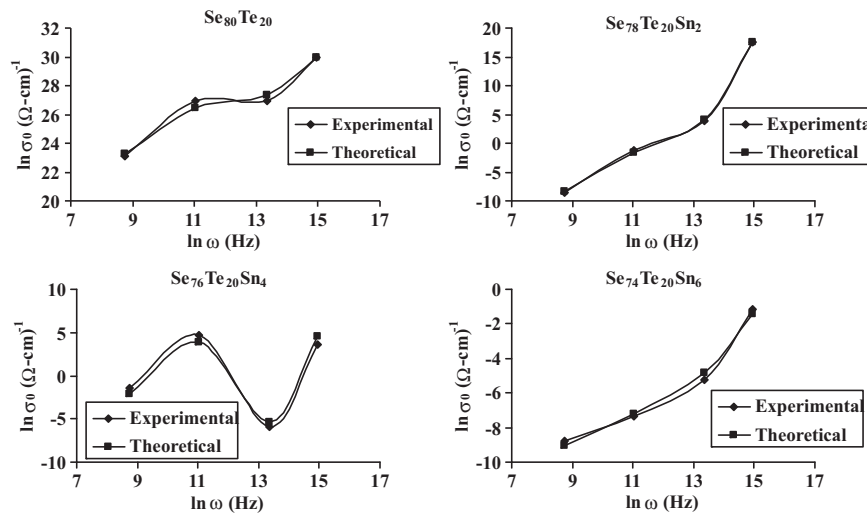 Se80Te20
ln σ0 (Ω-cm)-1
32
30
28
26
24
22
20
7 9 11 13 15 17
ln ω (Hz)
Experimental
Theoretical
Se78Te20Sn2
ln σ0 (Ω-cm)-1
20
15
10
5
0
-5
-10
7 9 11 13 15 17
ln ω (Hz)
Experimental
Theoretical
Se76Te20Sn4
ln σ0 (Ω-cm)-1
10
5
0
-5
-10
7 9 11 13 15 17
ln ω (Hz)
Experimental
Theoretical
Se74Te20Sn6
ln σ0 (Ω-cm)-1
0
-2
-4
-6
-8
-10
7 9 11 13 15 17
ln ω (Hz)
Experimental
Theoretical